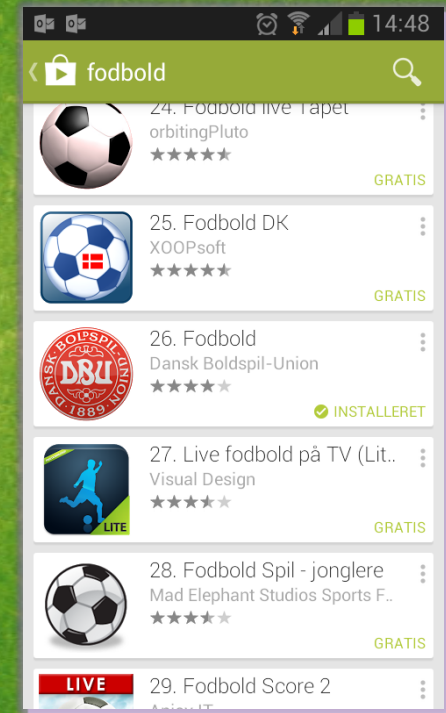 14:48
fodbold
24. Fodbold live Tapet
orbitingPluto
GRATIS
25. Fodbold DK
XOOPsoft
GRATIS
DANSK BOLDSPIL-UNION
DBU
1889
26. Fodbold
Dansk Boldspil-Union
INSTALLERET
LITE
27. Live fodbold på TV (Lit..
Visual Design
GRATIS
28. Fodbold Spil - jonglere
Mad Elephant Studios Sports F..
GRATIS
LIVE
29. Fodbold Score 2